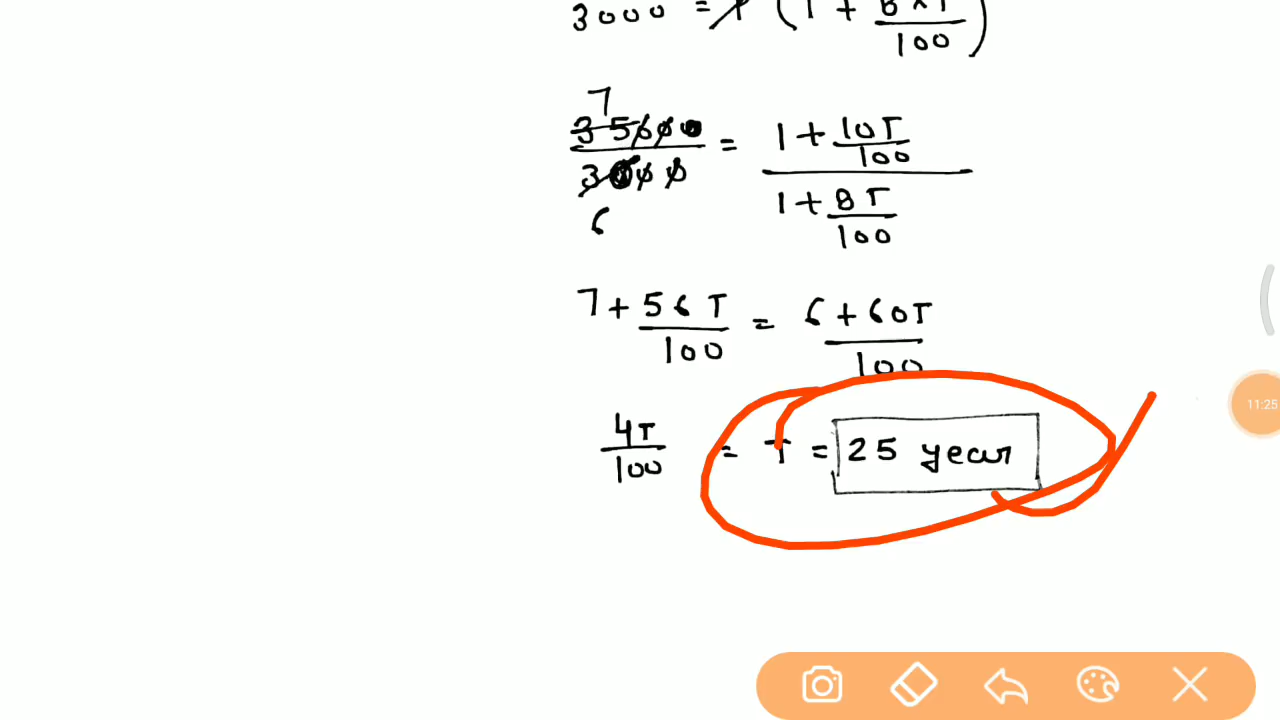 3000 = P (1 + 8×T/100)
7
35000/3000 = (1 + 10T/100)/(1 + 8T/100)
6
7 + 56T/100 = 6 + 60T/100
4T/100 = T = 25 year
11:25